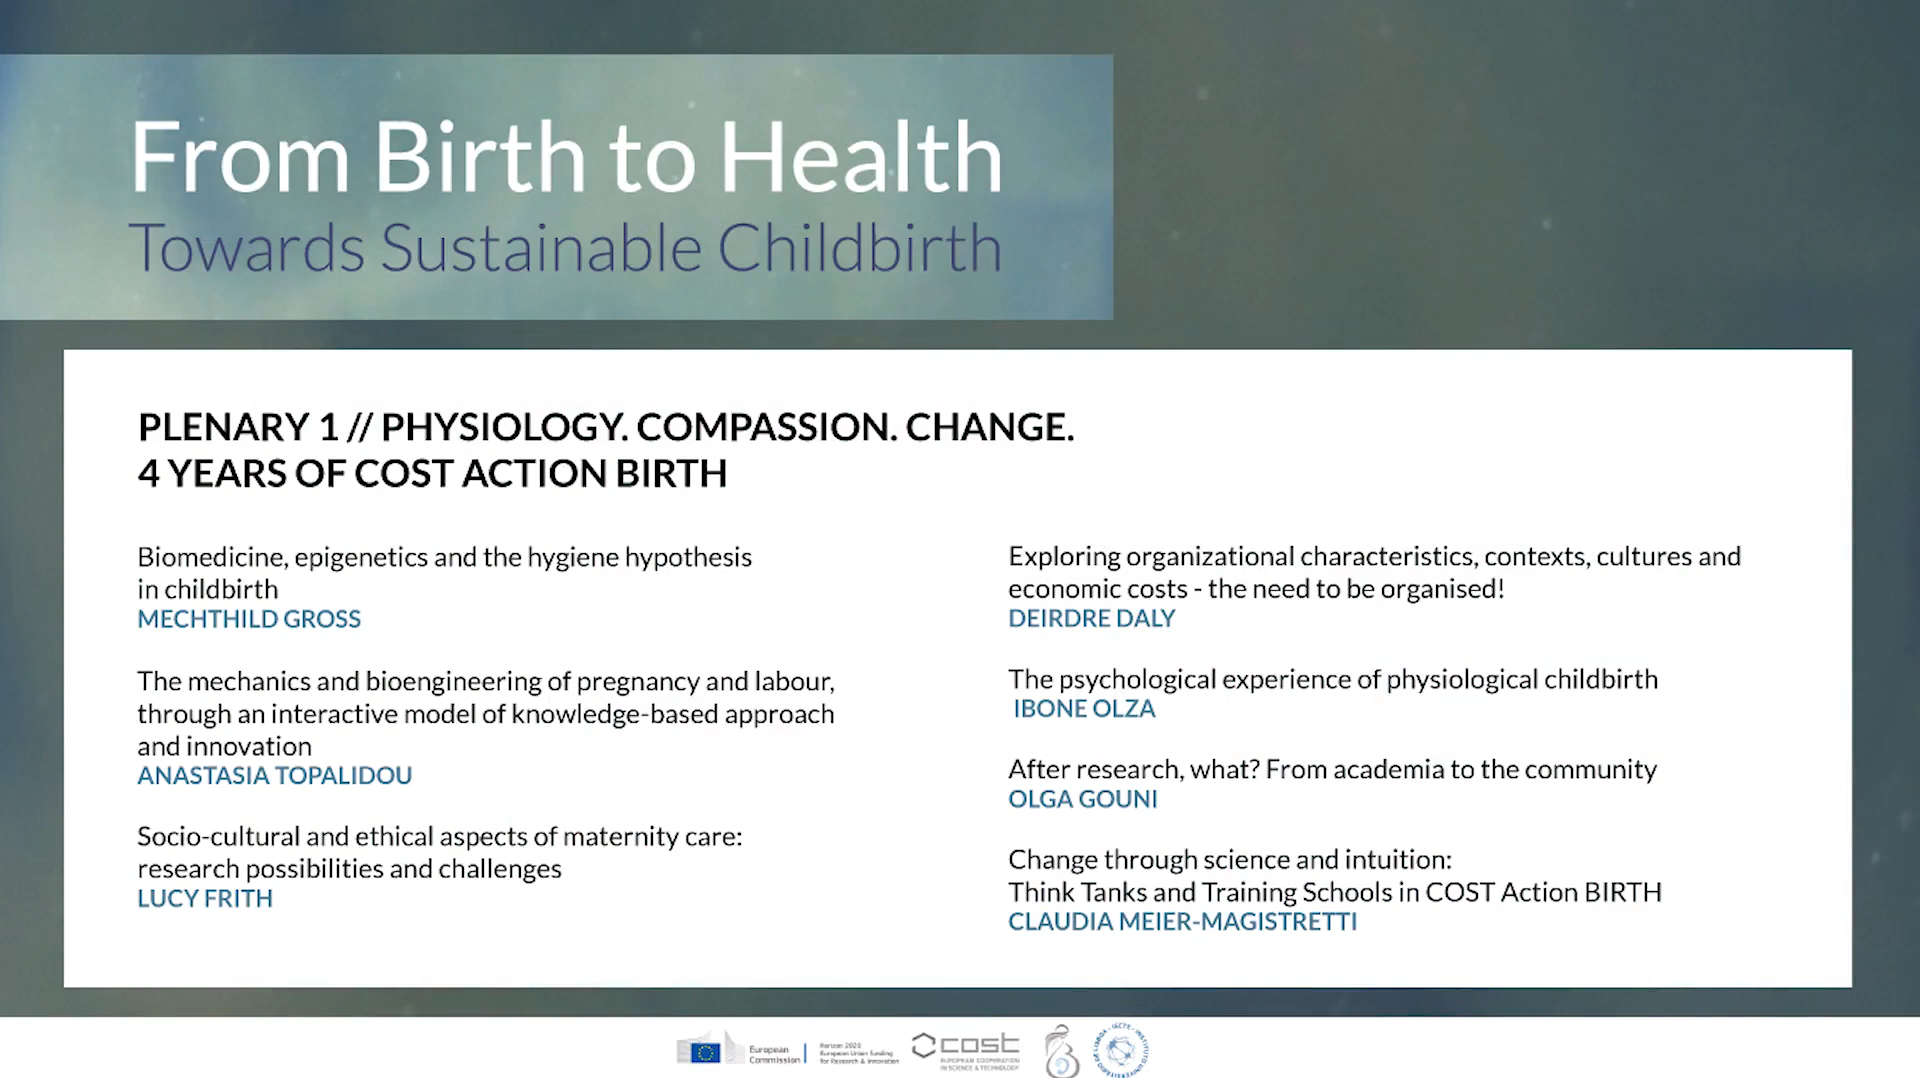 From Birth to Health
Towards Sustainable Childbirth
PLENARY 1 // PHYSIOLOGY. COMPASSION. CHANGE.
4 YEARS OF COST ACTION BIRTH
Biomedicine, epigenetics and the hygiene hypothesis
in childbirth
MECHTHILD GROSS
The mechanics and bioengineering of pregnancy and labour,
through an interactive model of knowledge-based approach
and innovation
ANASTASIA TOPALIDOU
Socio-cultural and ethical aspects of maternity care:
research possibilities and challenges
LUCY FRITH
Exploring organizational characteristics, contexts, cultures and
economic costs - the need to be organised!
DEIRDRE DALY
The psychological experience of physiological childbirth
IBONE OLZA
After research, what? From academia to the community
OLGA GOUNI
Change through science and intuition:
Think Tanks and Training Schools in COST Action BIRTH
CLAUDIA MEIER-MAGISTRETTI
European
Commission
Horizon 2020
European Union funding
for Research & Innovation
cost
EUROPEAN COOPERATION
IN SCIENCE & TECHNOLOGY
ISCTE - INSTITUTO UNIVERSITÁRIO DE LISBOA